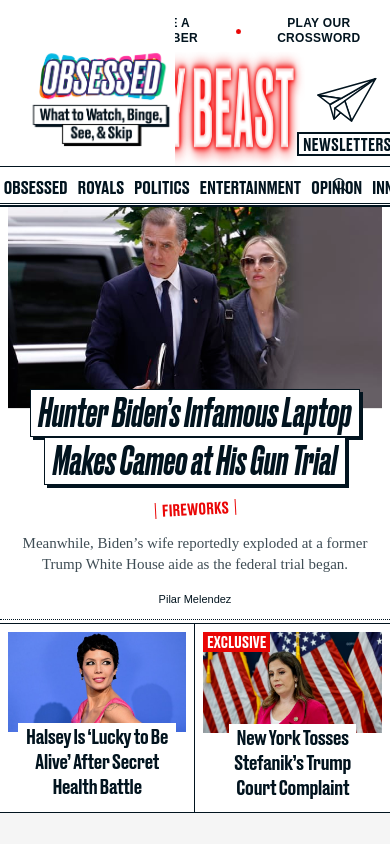 E A
BER
PLAY OUR
CROSSWORD
OBSESSED
What to Watch, Binge,
See, & Skip
Y BEAST
NEWSLETTERS
OBSESSED ROYALS POLITICS ENTERTAINMENT OPINION INN
Hunter Biden’s Infamous Laptop
Makes Cameo at His Gun Trial
FIREWORKS
Meanwhile, Biden’s wife reportedly exploded at a former
Trump White House aide as the federal trial began.
Pilar Melendez
Halsey Is ‘Lucky to Be
Alive’ After Secret
Health Battle
EXCLUSIVE
New York Tosses
Stefanik’s Trump
Court Complaint